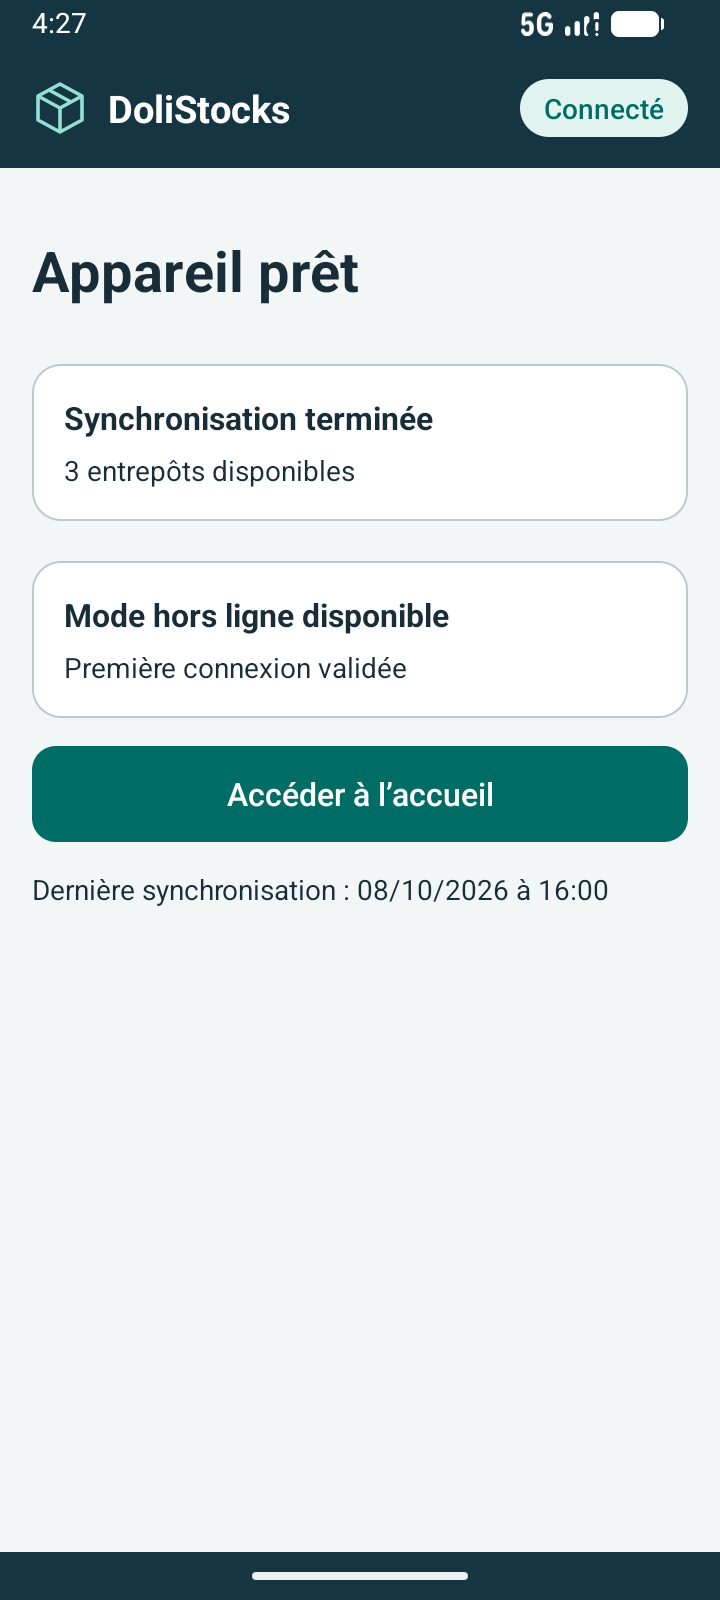 4:27
5G
DoliStocks
Connecté
Appareil prêt
Synchronisation terminée
3 entrepôts disponibles
Mode hors ligne disponible
Première connexion validée
Accéder à l’accueil
Dernière synchronisation : 08/10/2026 à 16:00